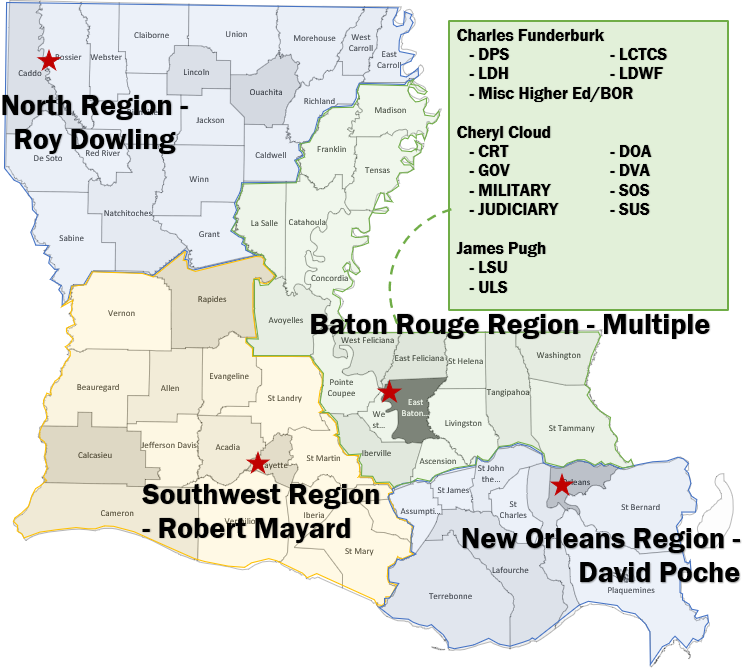 Claiborne
Union
Morehouse
West
Carroll
East
Carroll
Caddo
Bossier
Webster
Lincoln
Ouachita
Richland
Jackson
Madison
North Region -
Roy Dowling
De Soto
Red River
Caldwell
Franklin
Tensas
Winn
Natchitoches
Sabine
Grant
La Salle
Catahoula
Concordia
Charles Funderburk
- DPS - LCTCS
- LDH - LDWF
- Misc Higher Ed/BOR
Cheryl Cloud
- CRT - DOA
- GOV - DVA
- MILITARY - SOS
- JUDICIARY - SUS
James Pugh
- LSU
- ULS
Vernon
Rapides
Avoyelles
Baton Rouge Region - Multiple
West Feliciana
East Feliciana
St Helena
Washington
Beauregard
Allen
Evangeline
St Landry
Pointe
Coupee
We
st...
East
Baton...
Tangipahoa
Livingston
St Tammany
Calcasieu
Jefferson Davis
Acadia
Lafayette
St Martin
Iberville
Ascension
Southwest Region
- Robert Mayard
Cameron
Vermilion
Iberia
St Mary
Assumpti...
St James
St John
the...
St
Charles
Orleans
St Bernard
New Orleans Region -
David Poche
Terrebonne
Lafourche
Plaquemines